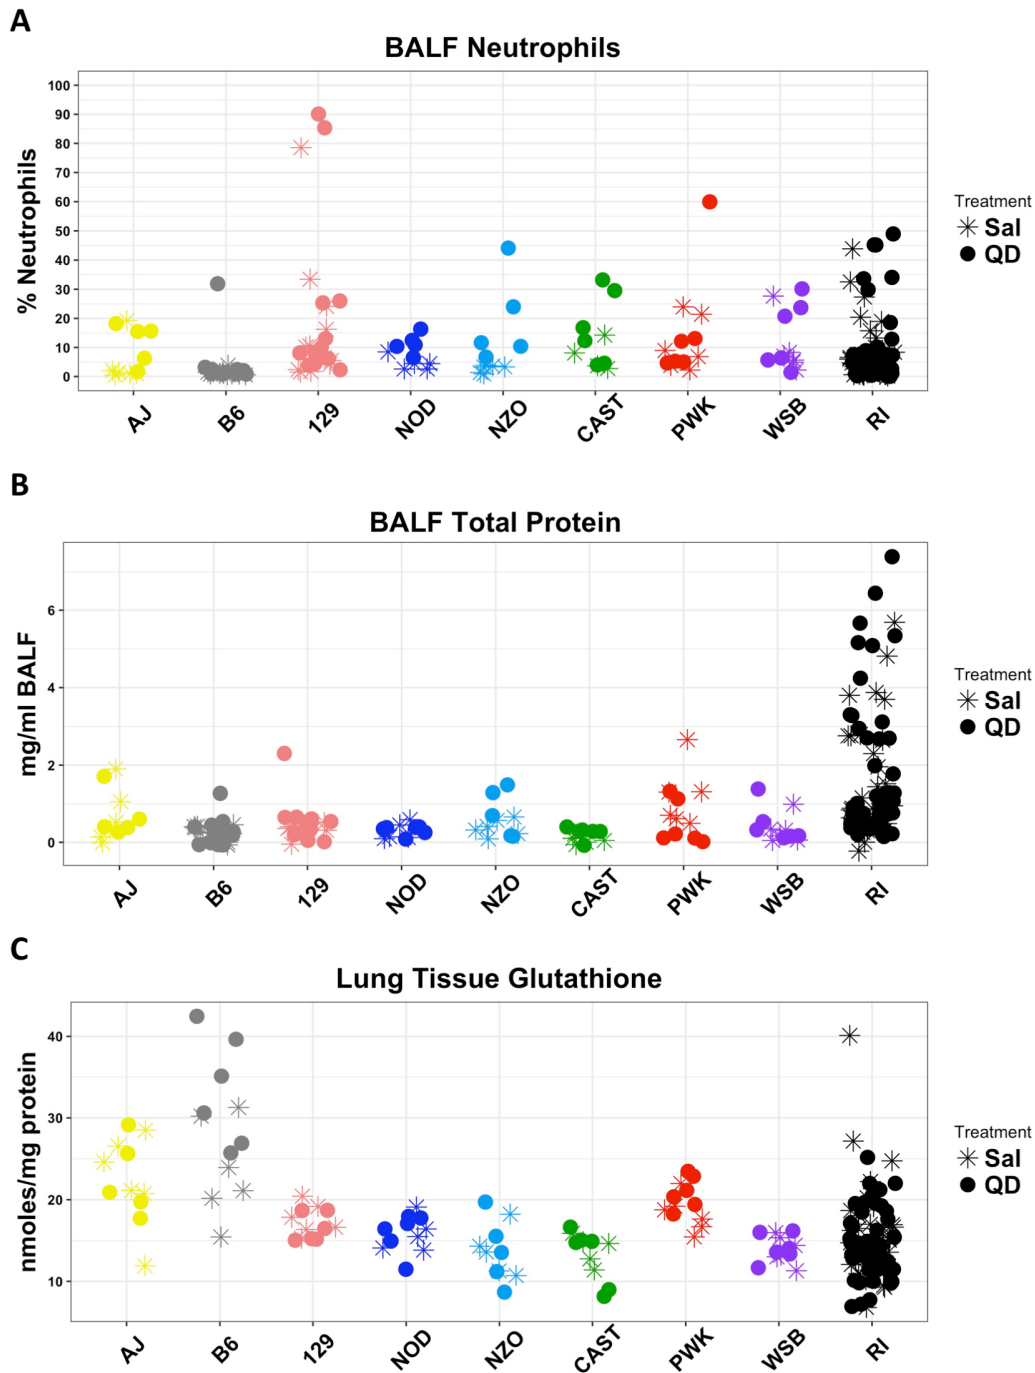 A
BALF Neutrophils
% Neutrophils
100
90
80
70
60
50
40
30
20
10
0
AJ
B6
129
NOD
NZO
CAST
PWK
WSB
RI
Treatment
Sal
QD
B
BALF Total Protein
mg/ml BALF
6
4
2
0
AJ
B6
129
NOD
NZO
CAST
PWK
WSB
RI
Treatment
Sal
QD
C
Lung Tissue Glutathione
nmoles/mg protein
40
30
20
10
AJ
B6
129
NOD
NZO
CAST
PWK
WSB
RI
Treatment
Sal
QD